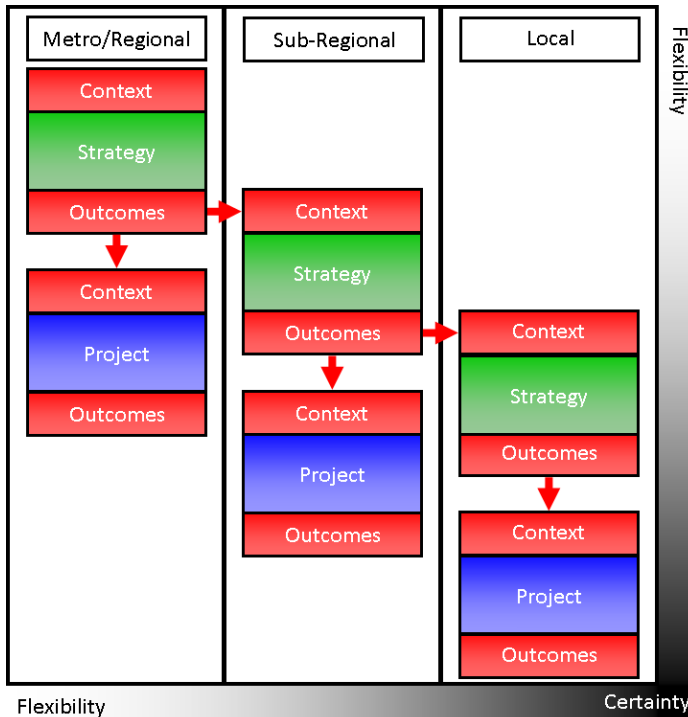 Metro/Regional
Context
Strategy
Outcomes
Context
Project
Outcomes
Sub-Regional
Context
Strategy
Outcomes
Context
Project
Outcomes
Local
Context
Strategy
Outcomes
Context
Project
Outcomes
Flexibility
Flexibility
Certainty